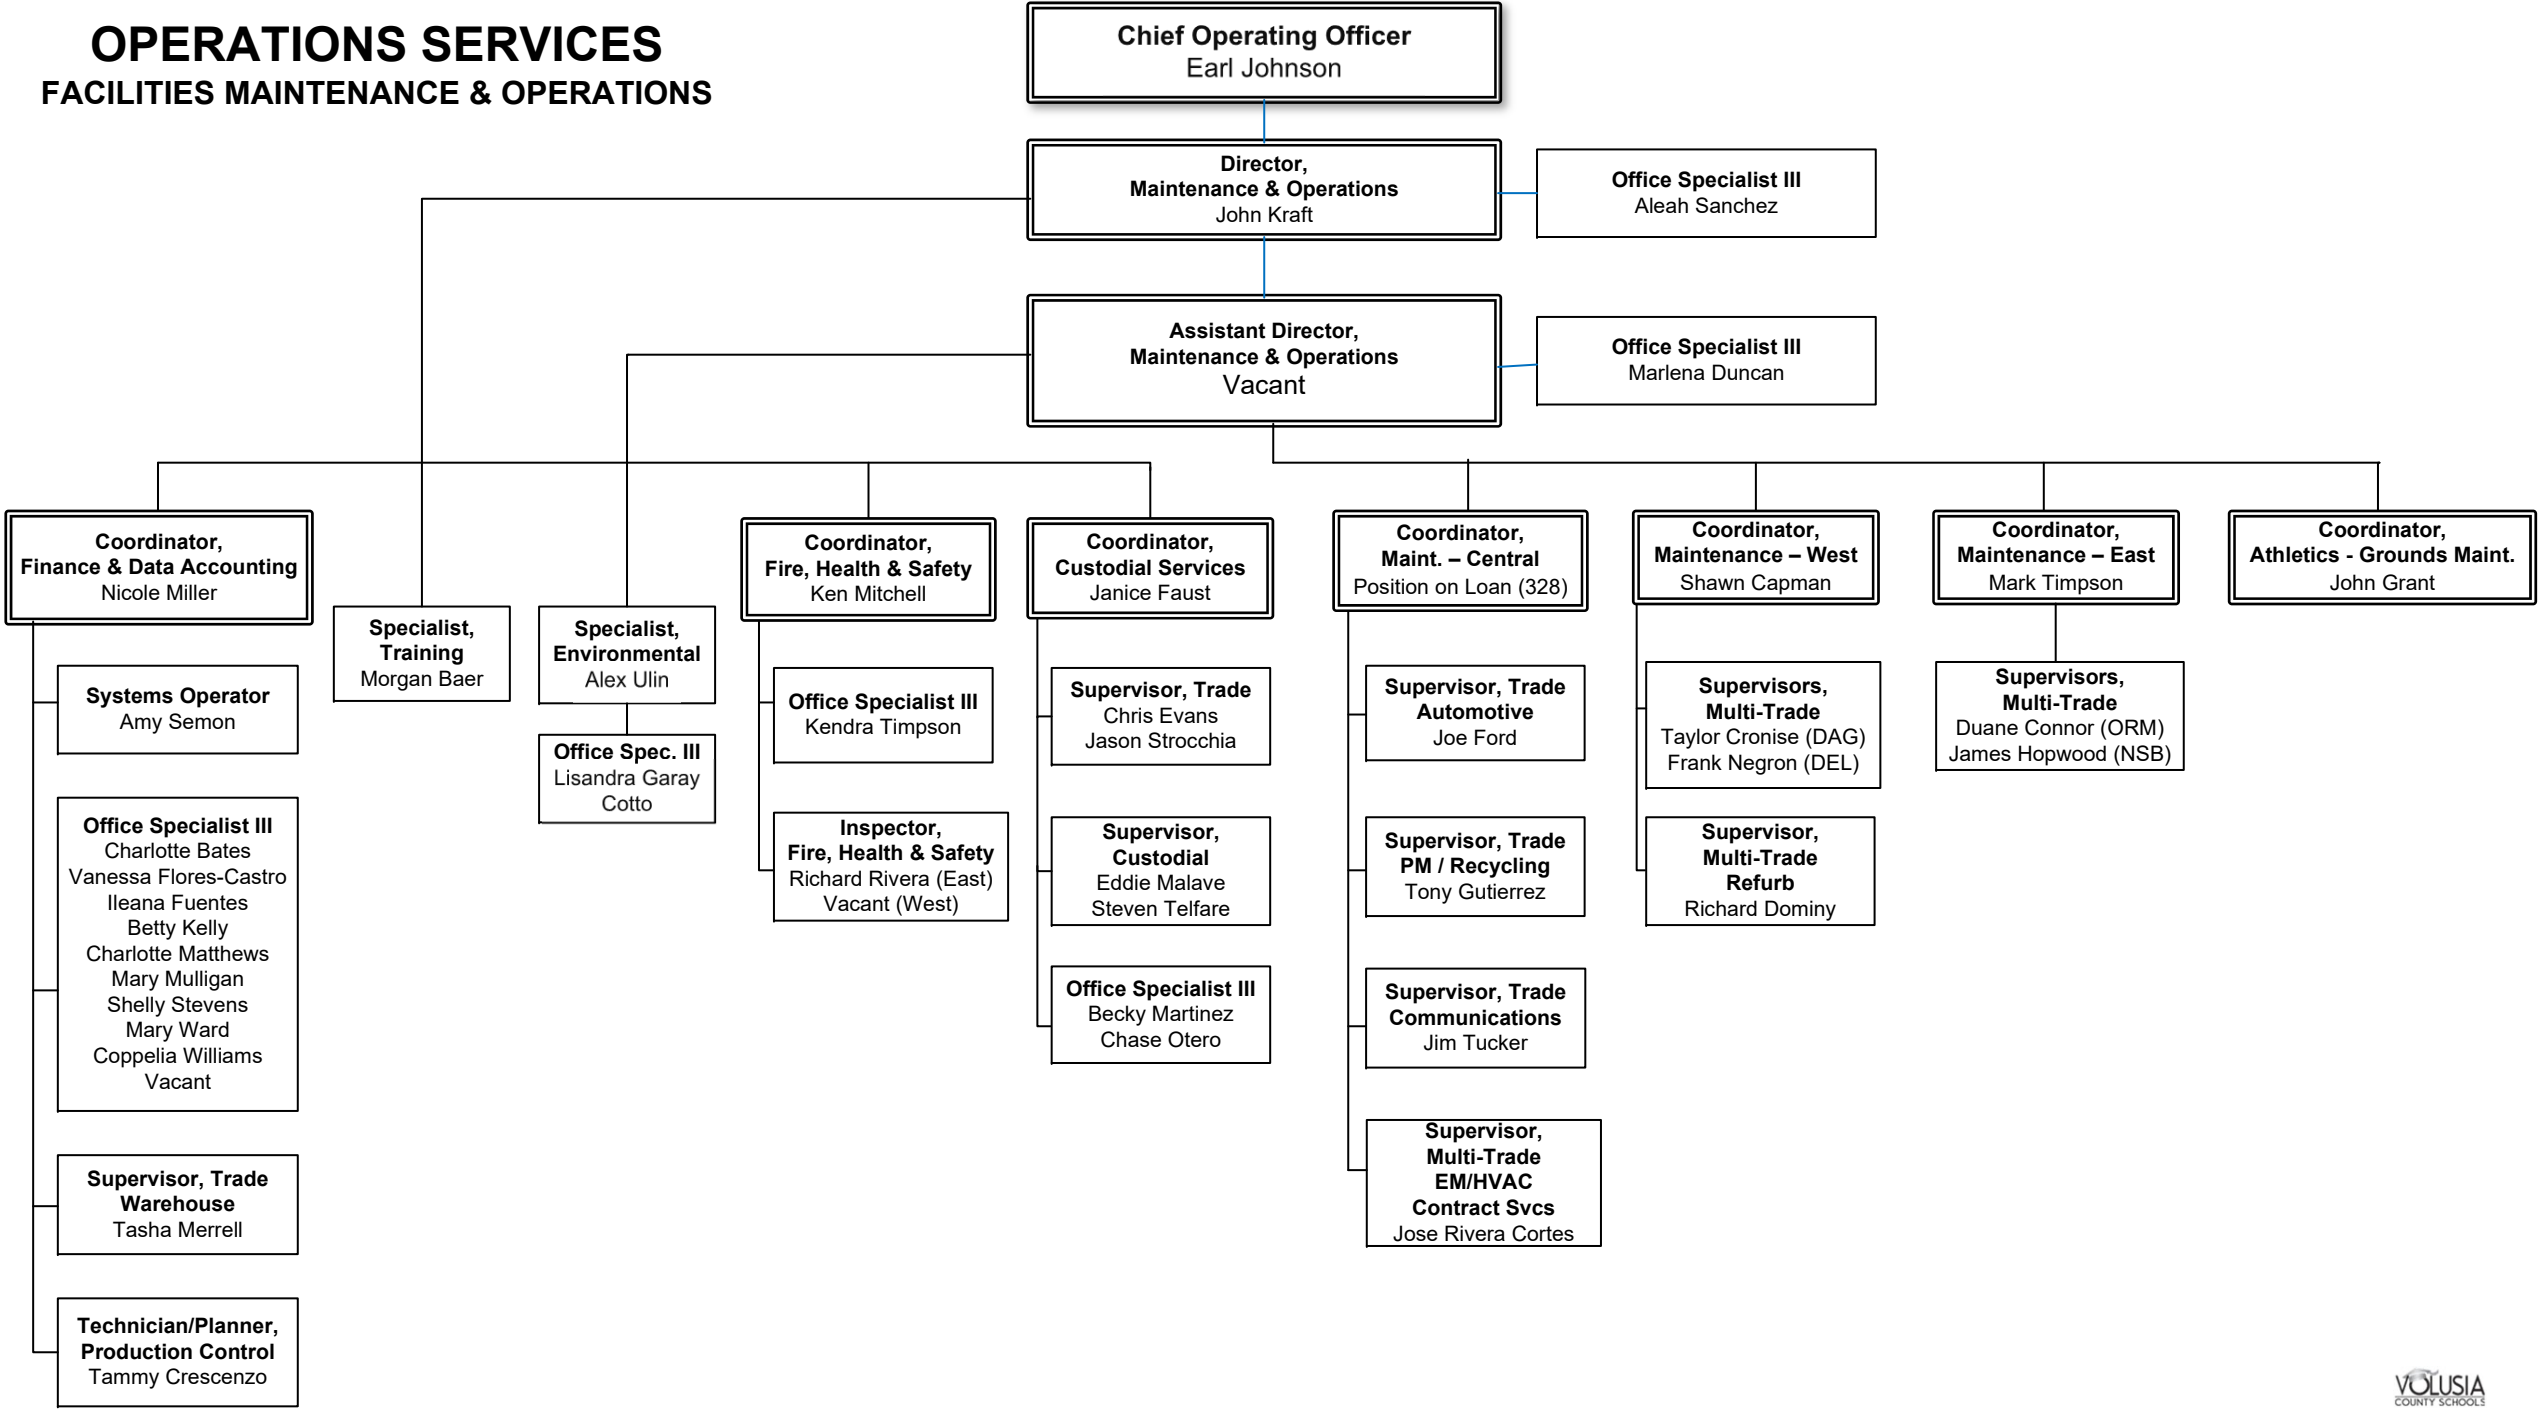 OPERATIONS SERVICES
FACILITIES MAINTENANCE & OPERATIONS
Chief Operating Officer
Earl Johnson
Director,
Maintenance & Operations
John Kraft
Office Specialist III
Aleah Sanchez
Assistant Director,
Maintenance & Operations
Vacant
Office Specialist III
Marlena Duncan
Coordinator,
Finance & Data Accounting
Nicole Miller
Systems Operator
Amy Semon
Office Specialist III
Charlotte Bates
Vanessa Flores-Castro
Ileana Fuentes
Betty Kelly
Charlotte Matthews
Mary Mulligan
Shelly Stevens
Mary Ward
Coppelia Williams
Vacant
Supervisor, Trade
Warehouse
Tasha Merrell
Technician/Planner,
Production Control
Tammy Crescenzo
Specialist,
Training
Morgan Baer
Specialist,
Environmental
Alex Ulin
Office Spec. III
Lisandra Garay
Cotto
Coordinator,
Fire, Health & Safety
Ken Mitchell
Office Specialist III
Kendra Timpson
Inspector,
Fire, Health & Safety
Richard Rivera (East)
Vacant (West)
Coordinator,
Custodial Services
Janice Faust
Supervisor, Trade
Chris Evans
Jason Strocchia
Supervisor,
Custodial
Eddie Malave
Steven Telfare
Office Specialist III
Becky Martinez
Chase Otero
Coordinator,
Maint. – Central
Position on Loan (328)
Supervisor, Trade
Automotive
Joe Ford
Supervisor, Trade
PM / Recycling
Tony Gutierrez
Supervisor, Trade
Communications
Jim Tucker
Supervisor,
Multi-Trade
EM/HVAC
Contract Svcs
Jose Rivera Cortes
Coordinator,
Maintenance – West
Shawn Capman
Supervisors,
Multi-Trade
Taylor Cronise (DAG)
Frank Negron (DEL)
Supervisor,
Multi-Trade
Refurb
Richard Dominy
Coordinator,
Maintenance – East
Mark Timpson
Supervisors,
Multi-Trade
Duane Connor (ORM)
James Hopwood (NSB)
Coordinator,
Athletics - Grounds Maint.
John Grant
VOLUSIA
COUNTY SCHOOLS